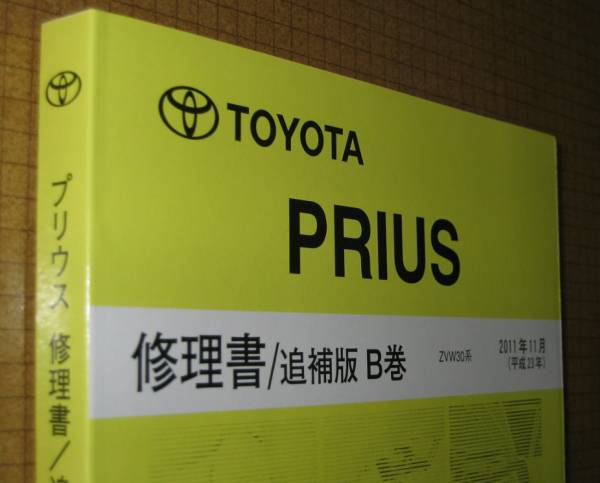 TOYOTA
PRIUS
修理書/追補版 B巻
ZVW30系
2011年11月
(平成23年)
プリウス 修理書/追